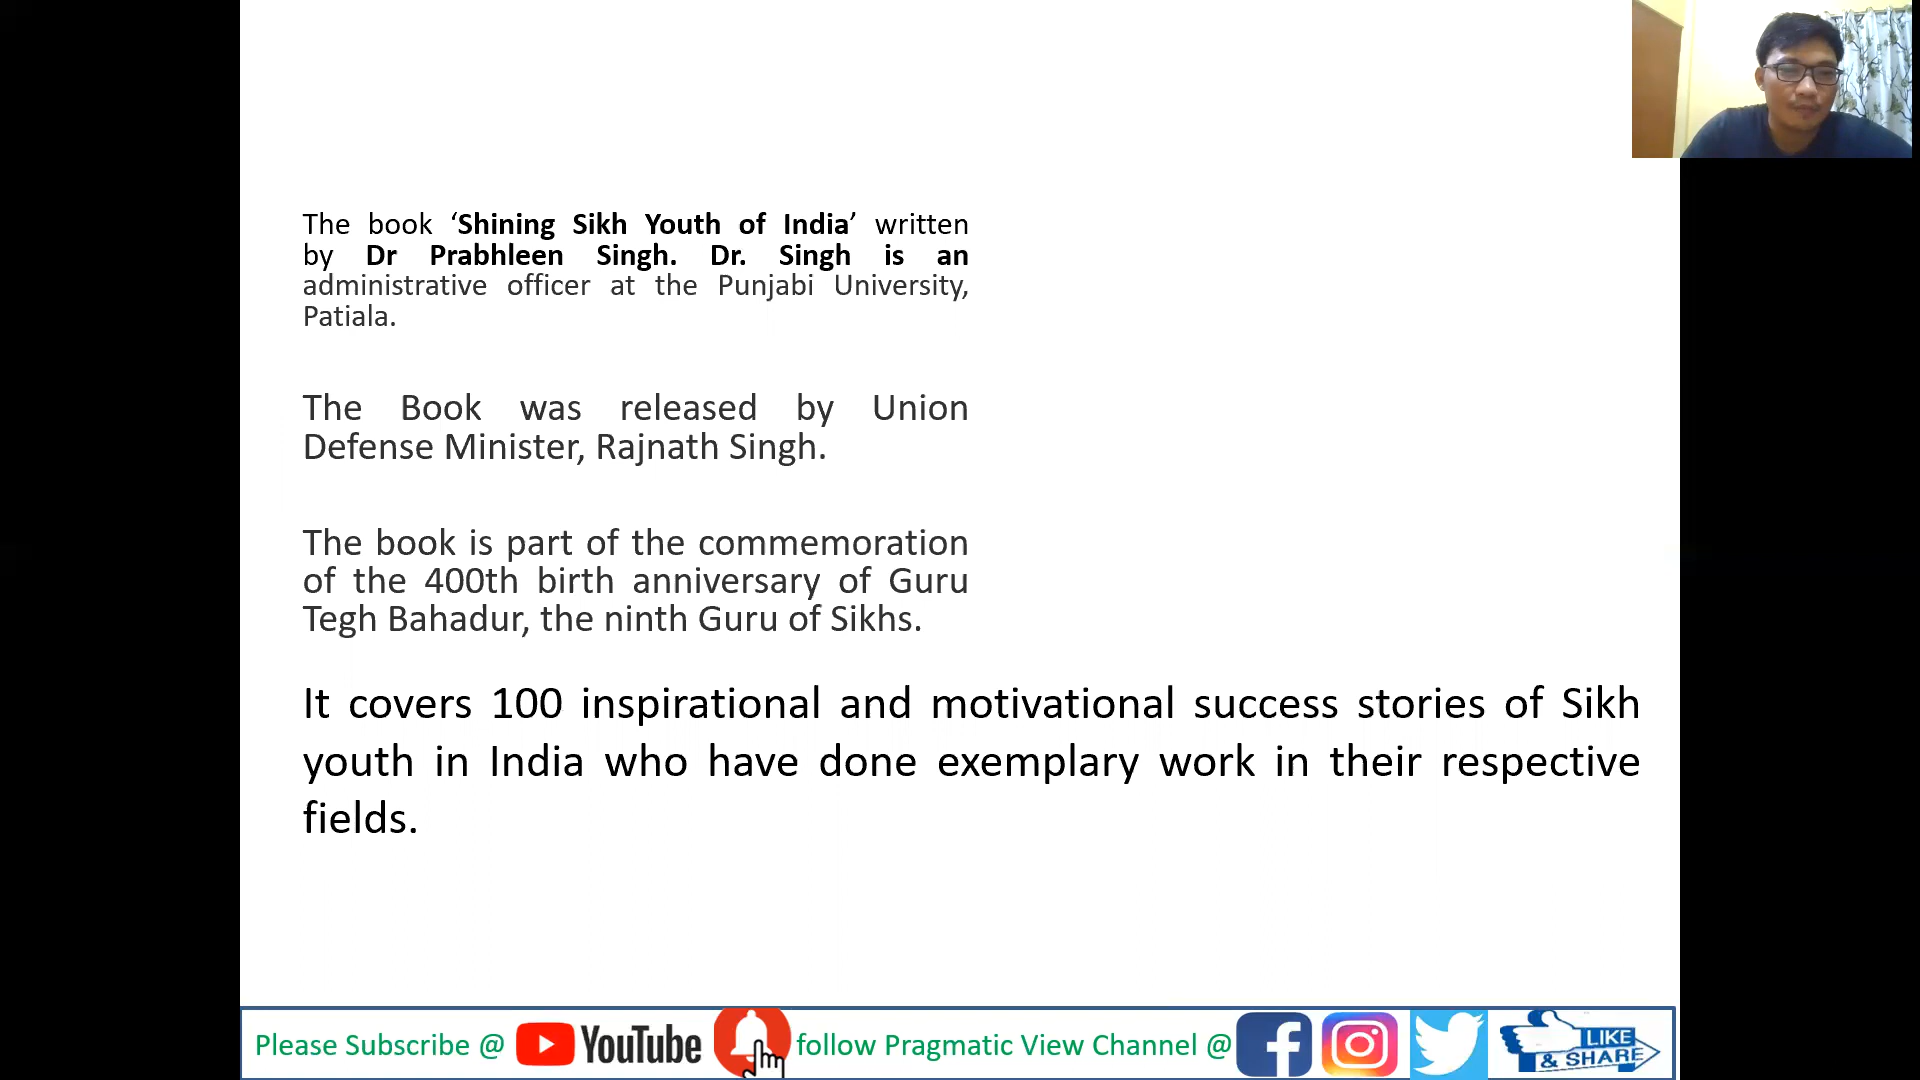 The book ‘Shining Sikh Youth of India’ written
by Dr Prabhleen Singh. Dr. Singh is an
administrative officer at the Punjabi University,
Patiala.
The Book was released by Union
Defense Minister, Rajnath Singh.
The book is part of the commemoration
of the 400th birth anniversary of Guru
Tegh Bahadur, the ninth Guru of Sikhs.
It covers 100 inspirational and motivational success stories of Sikh
youth in India who have done exemplary work in their respective
fields.
Please Subscribe @ YouTube follow Pragmatic View Channel @
LIKE
& SHARE